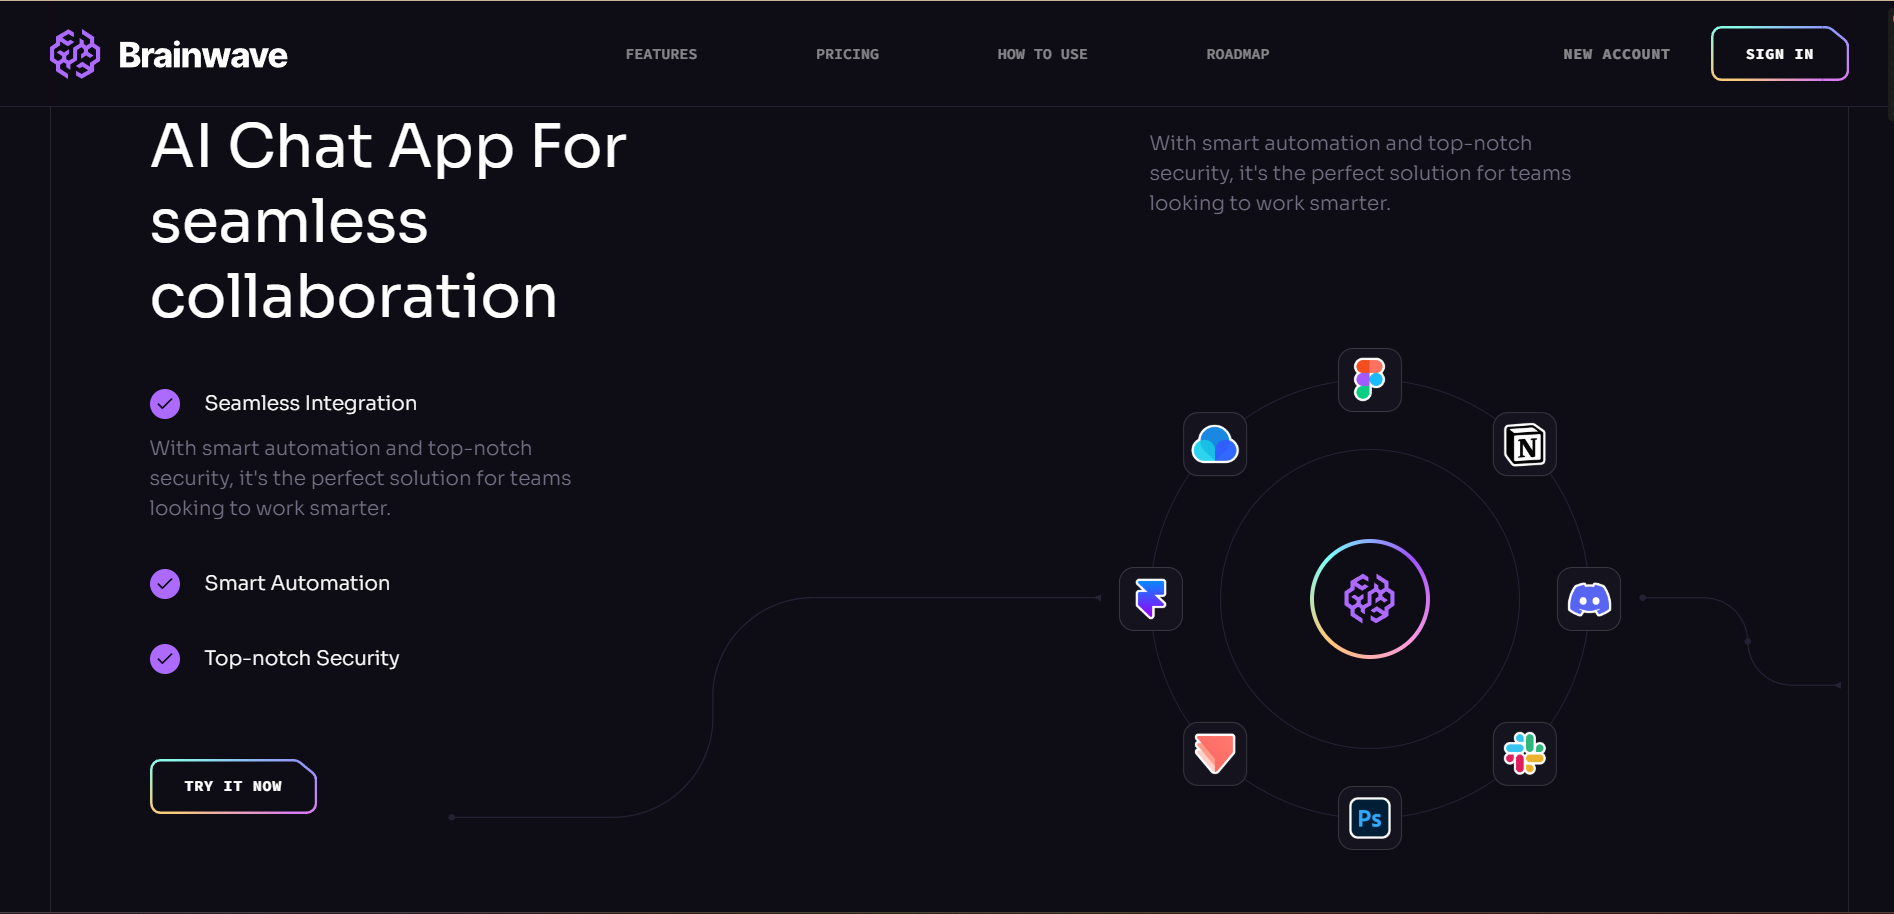 Brainwave
FEATURES
PRICING
HOW TO USE
ROADMAP
NEW ACCOUNT
SIGN IN
AI Chat App For
seamless
collaboration
Seamless Integration
With smart automation and top-notch
security, it's the perfect solution for teams
looking to work smarter.
Smart Automation
Top-notch Security
TRY IT NOW
With smart automation and top-notch
security, it's the perfect solution for teams
looking to work smarter.
N
Ps